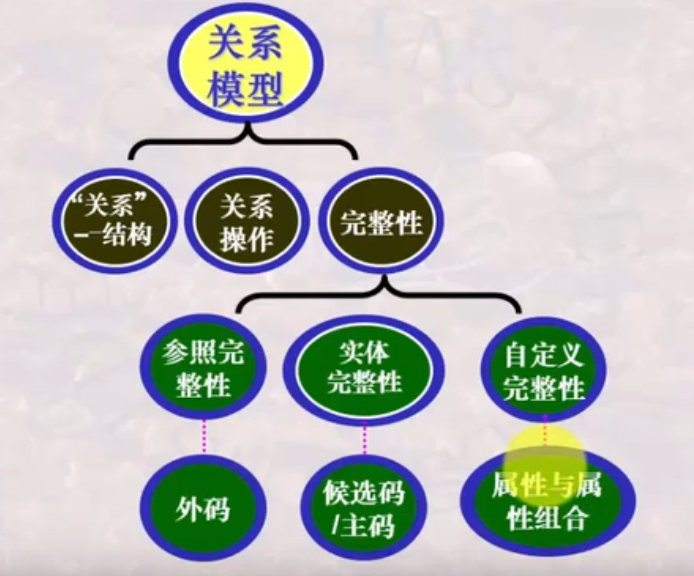 关系
模型
“关系”
-一结构
关系
操作
完整性
参照完
整性
实体
完整性
自定义
完整性
外码
候选码
/主码
属性与属
性组合